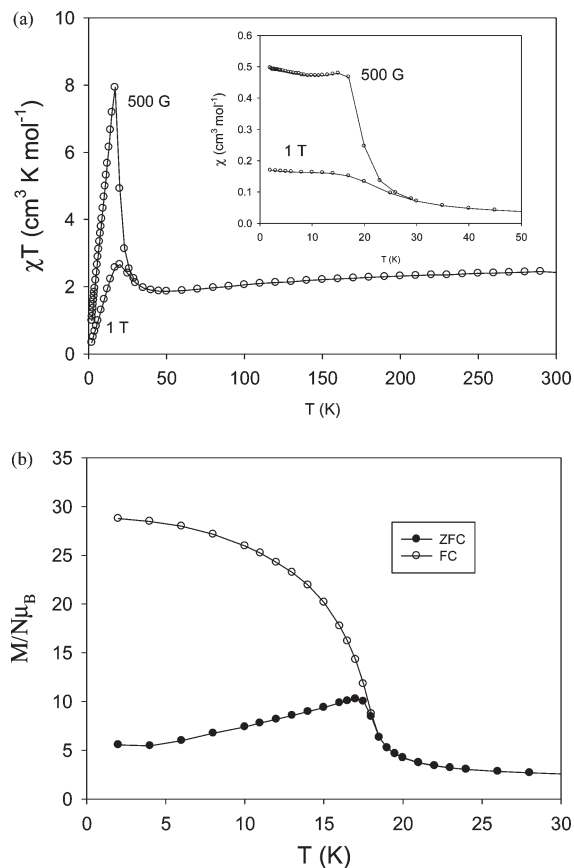 (a)
10
8
6
4
2
0
χT (cm³ K mol⁻¹)
500 G
1 T
0 50 100 150 200 250 300
T (K)
0.6
0.5
0.4
0.3
0.2
0.1
0.0
χ (cm³ mol⁻¹)
500 G
1 T
0 10 20 30 40 50
T (K)
(b)
35
30
25
20
15
10
5
0
M/NμB
ZFC
FC
0 5 10 15 20 25 30
T (K)